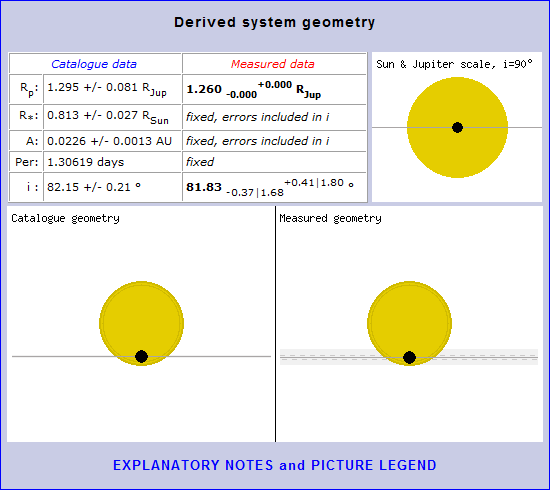 Derived system geometry
Catalogue data Measured data
Rp: 1.295 +/- 0.081 RJup 1.260 -0.000 +0.000 RJup
R*: 0.813 +/- 0.027 RSun fixed, errors included in i
A: 0.0226 +/- 0.0013 AU fixed, errors included in i
Per: 1.30619 days fixed
i : 82.15 +/- 0.21 ° 81.83 -0.37|1.68 +0.41|1.80 °
Sun & Jupiter scale, i=90°
Catalogue geometry
Measured geometry
EXPLANATORY NOTES and PICTURE LEGEND